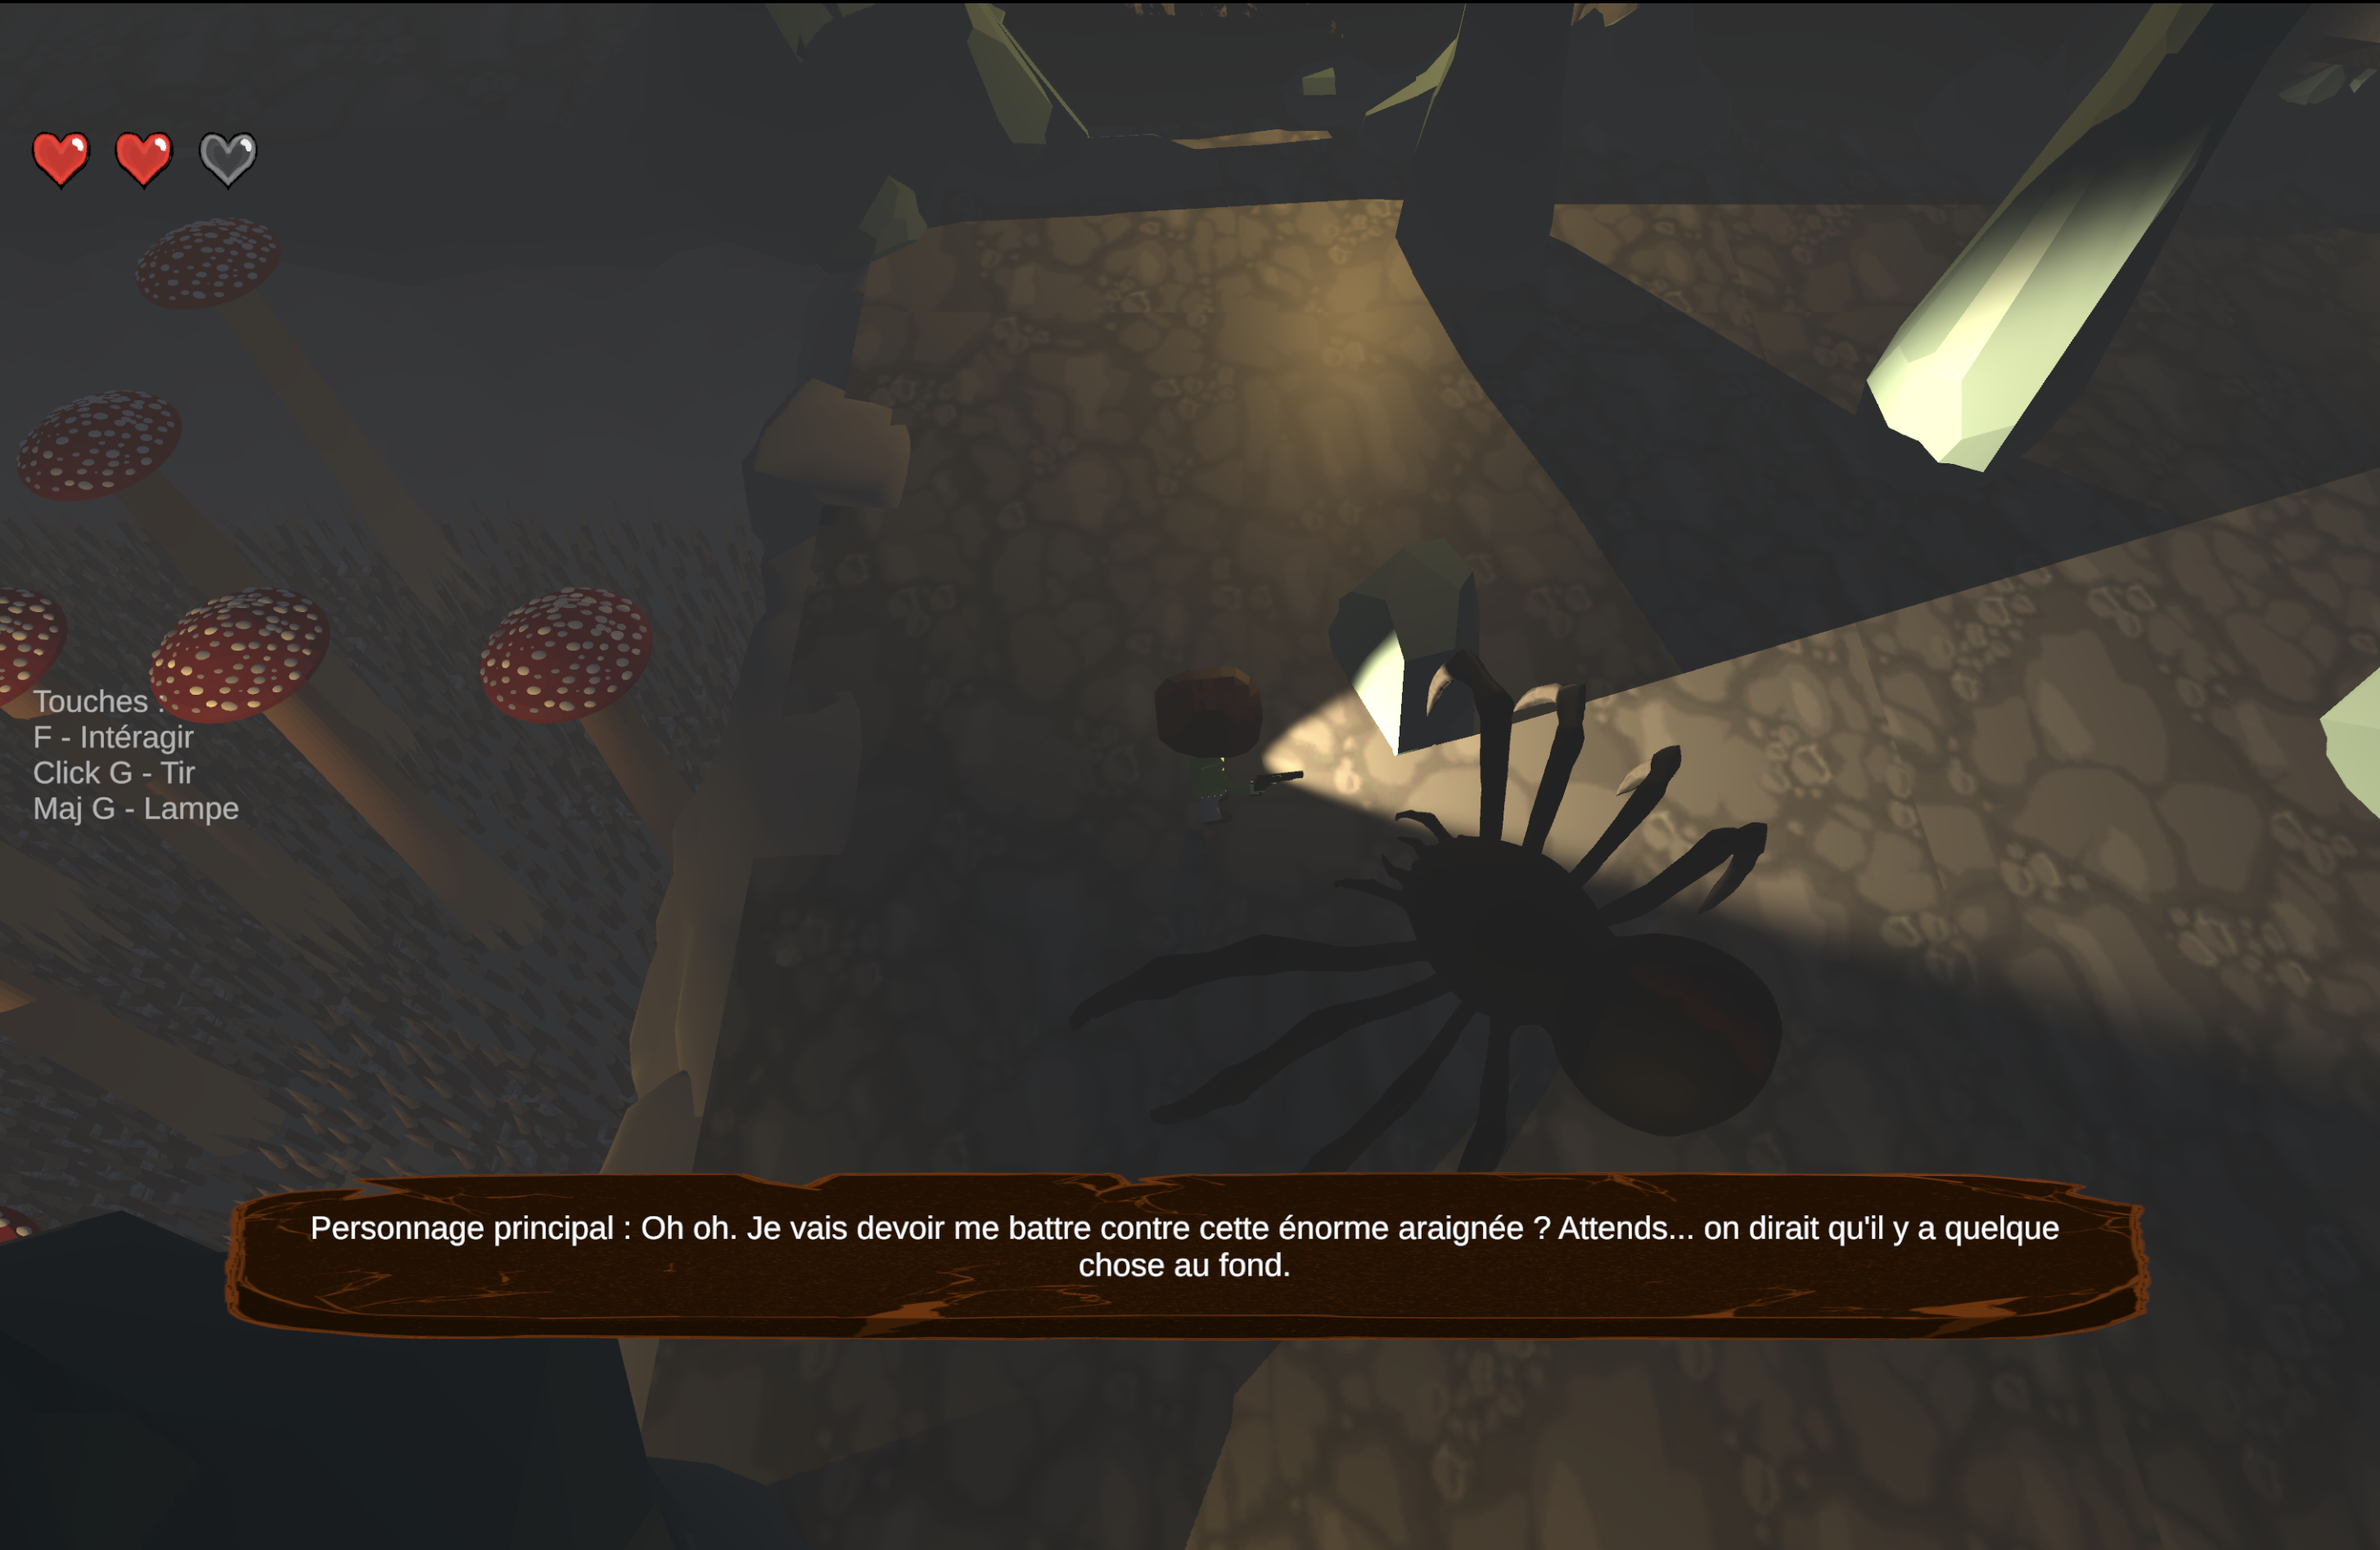 Touches :
F - Intéragir
Click G - Tir
Maj G - Lampe
Personnage principal : Oh oh. Je vais devoir me battre contre cette énorme araignée ? Attends... on dirait qu'il y a quelque
chose au fond.